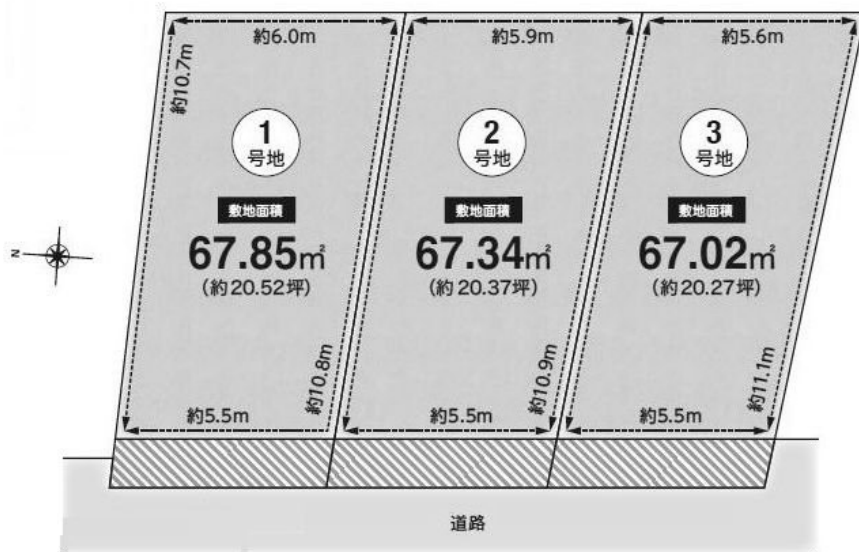 約6.0m
約10.7m
1
号地
敷地面積
67.85㎡
(約20.52坪)
約10.8m
約5.5m
約5.9m
2
号地
敷地面積
67.34㎡
(約20.37坪)
約10.9m
約5.5m
約5.6m
3
号地
敷地面積
67.02㎡
(約20.27坪)
約11.1m
約5.5m
N
道路